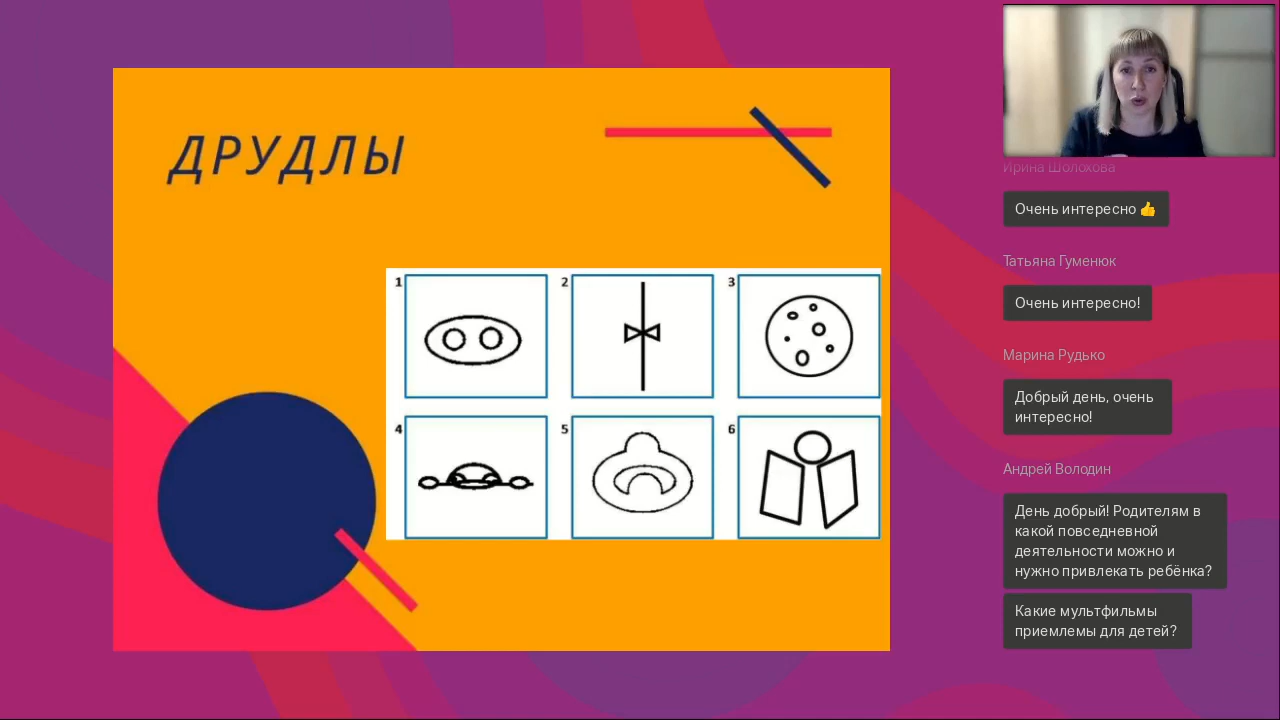 ДРУДЛЫ
1
2
3
4
5
6
Ирина Шолохова
Очень интересно 👍
Татьяна Гуменюк
Очень интересно!
Марина Рудько
Добрый день, очень
интересно!
Андрей Володин
День добрый! Родителям в
какой повседневной
деятельности можно и
нужно привлекать ребёнка?
Какие мультфильмы
приемлемы для детей?